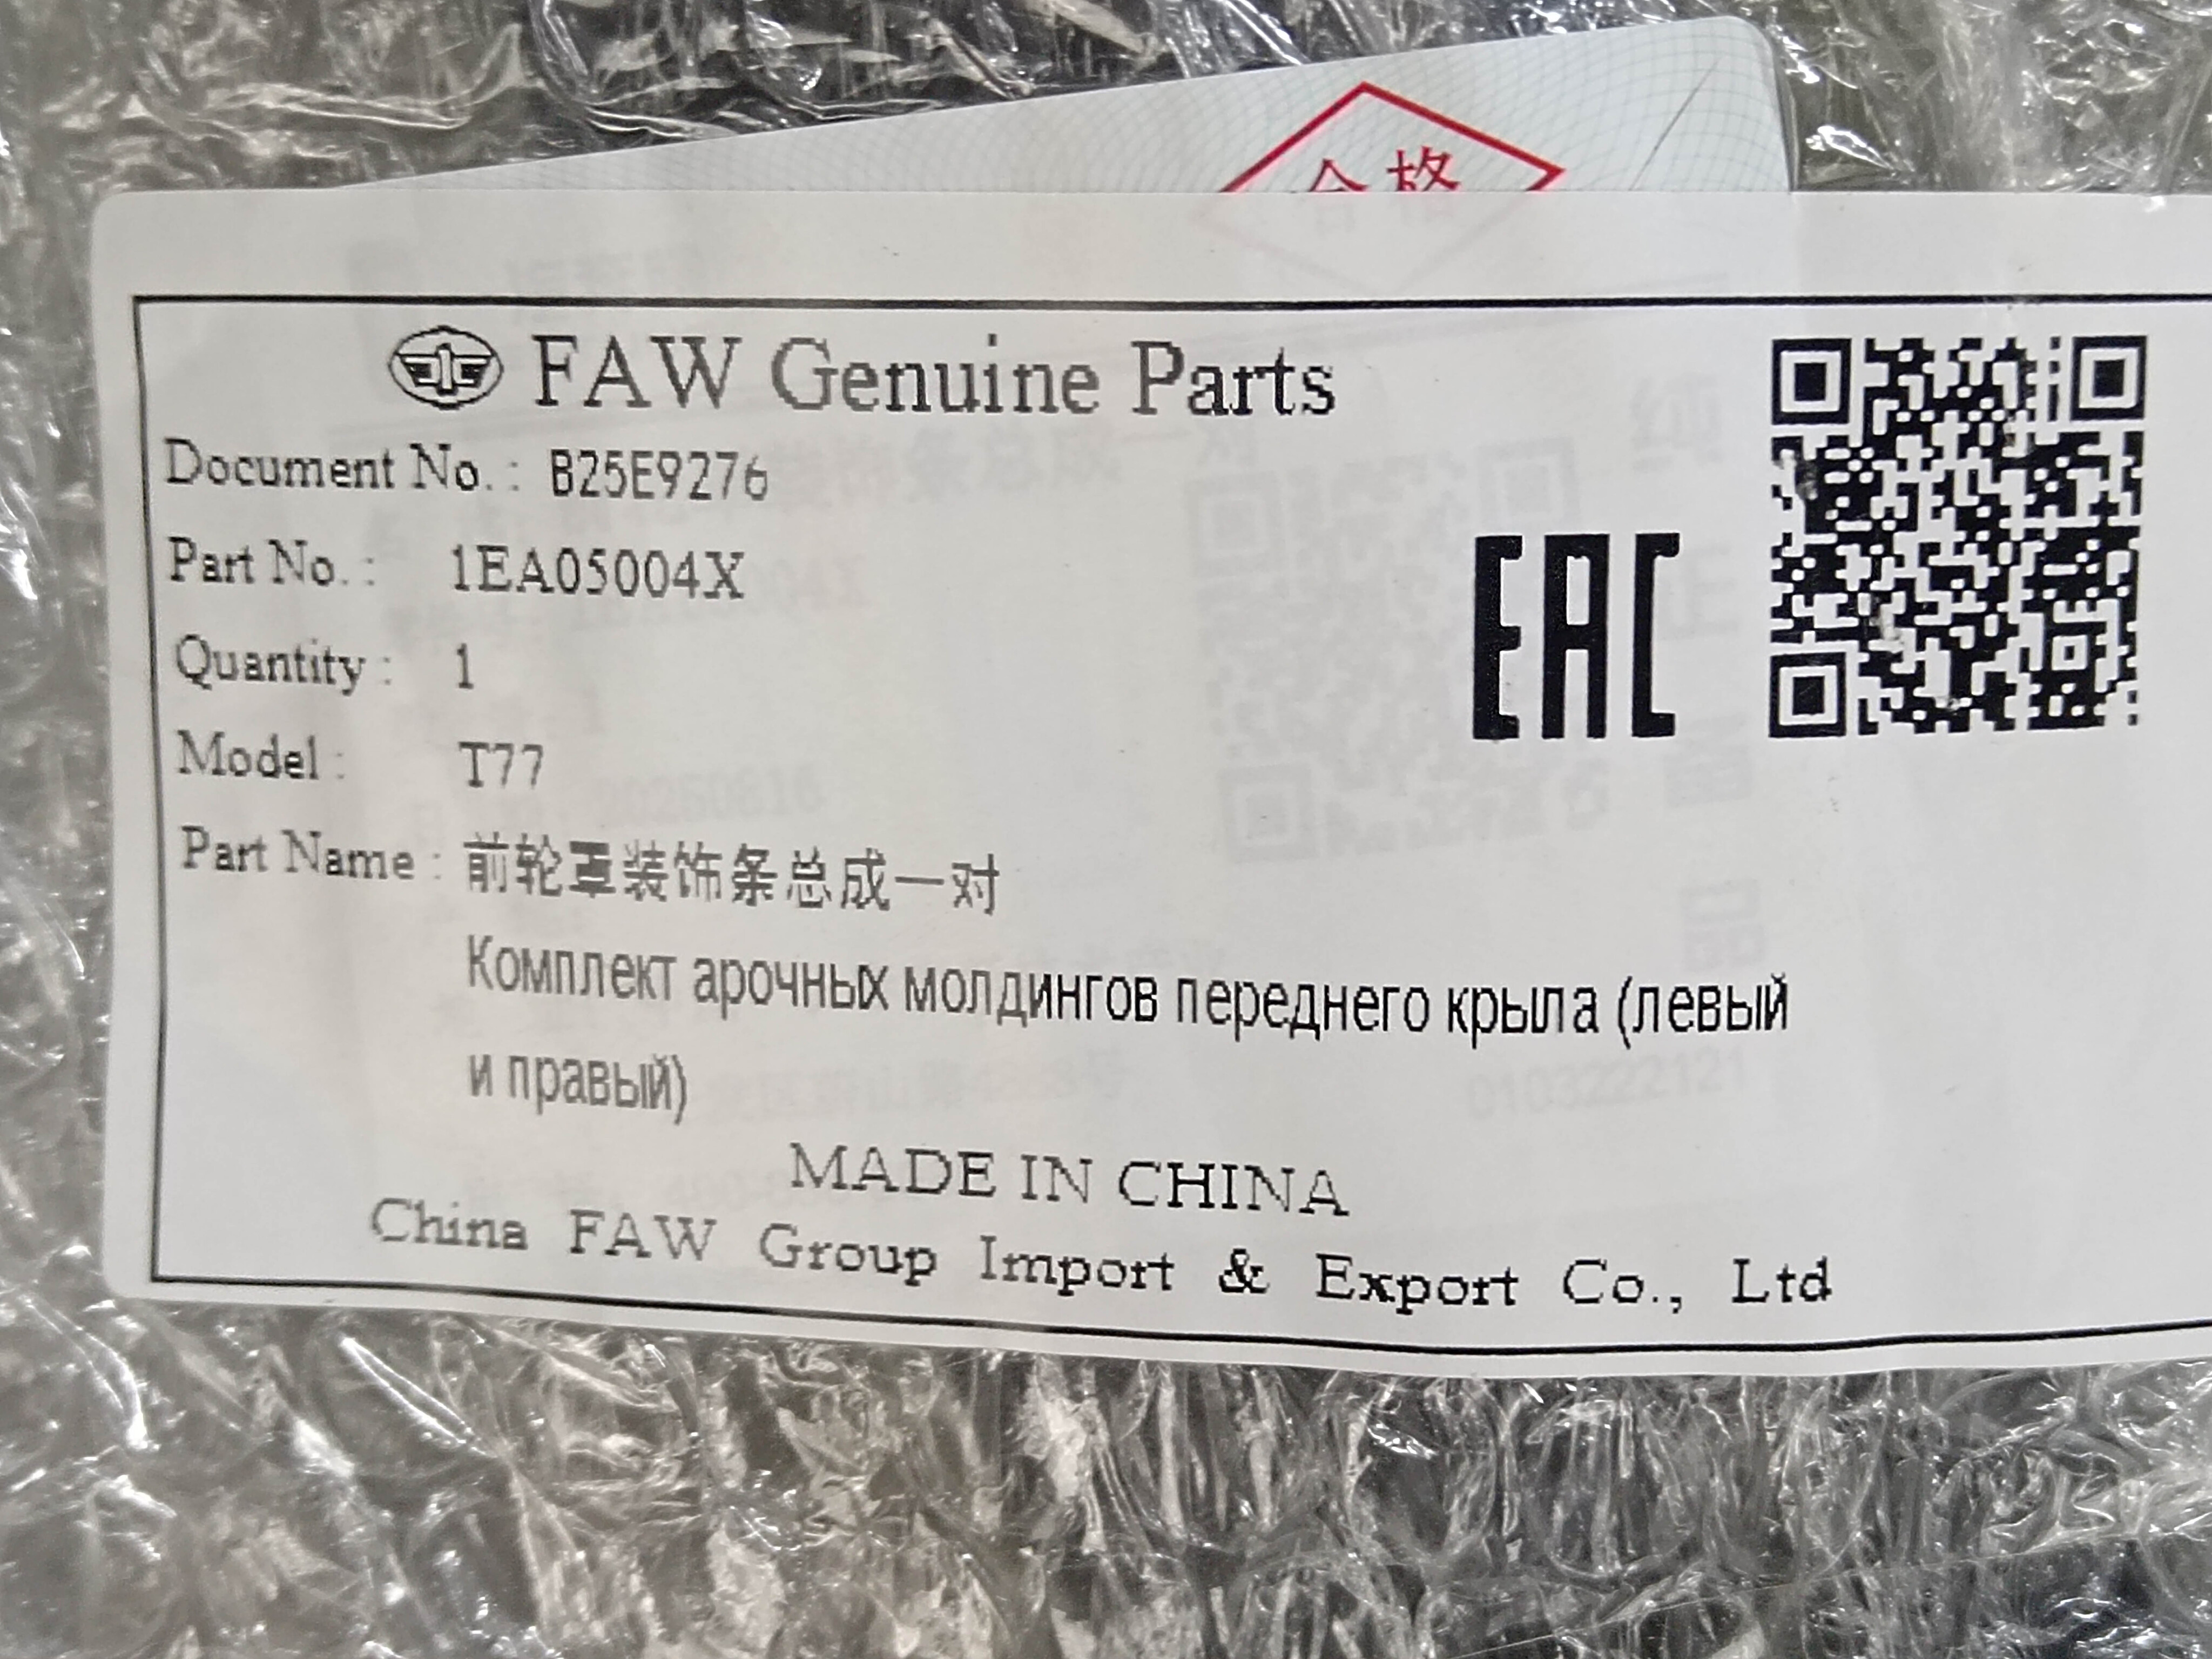 合格
FAW Genuine Parts
Document No. : B25E9276
Part No. : 1EA05004X
Quantity : 1
Model : T77
Part Name : 前轮罩装饰条总成一对
Комплект арочных молдингов переднего крыла (левый
и правый)
EAC
MADE IN CHINA
China FAW Group Import & Export Co., Ltd